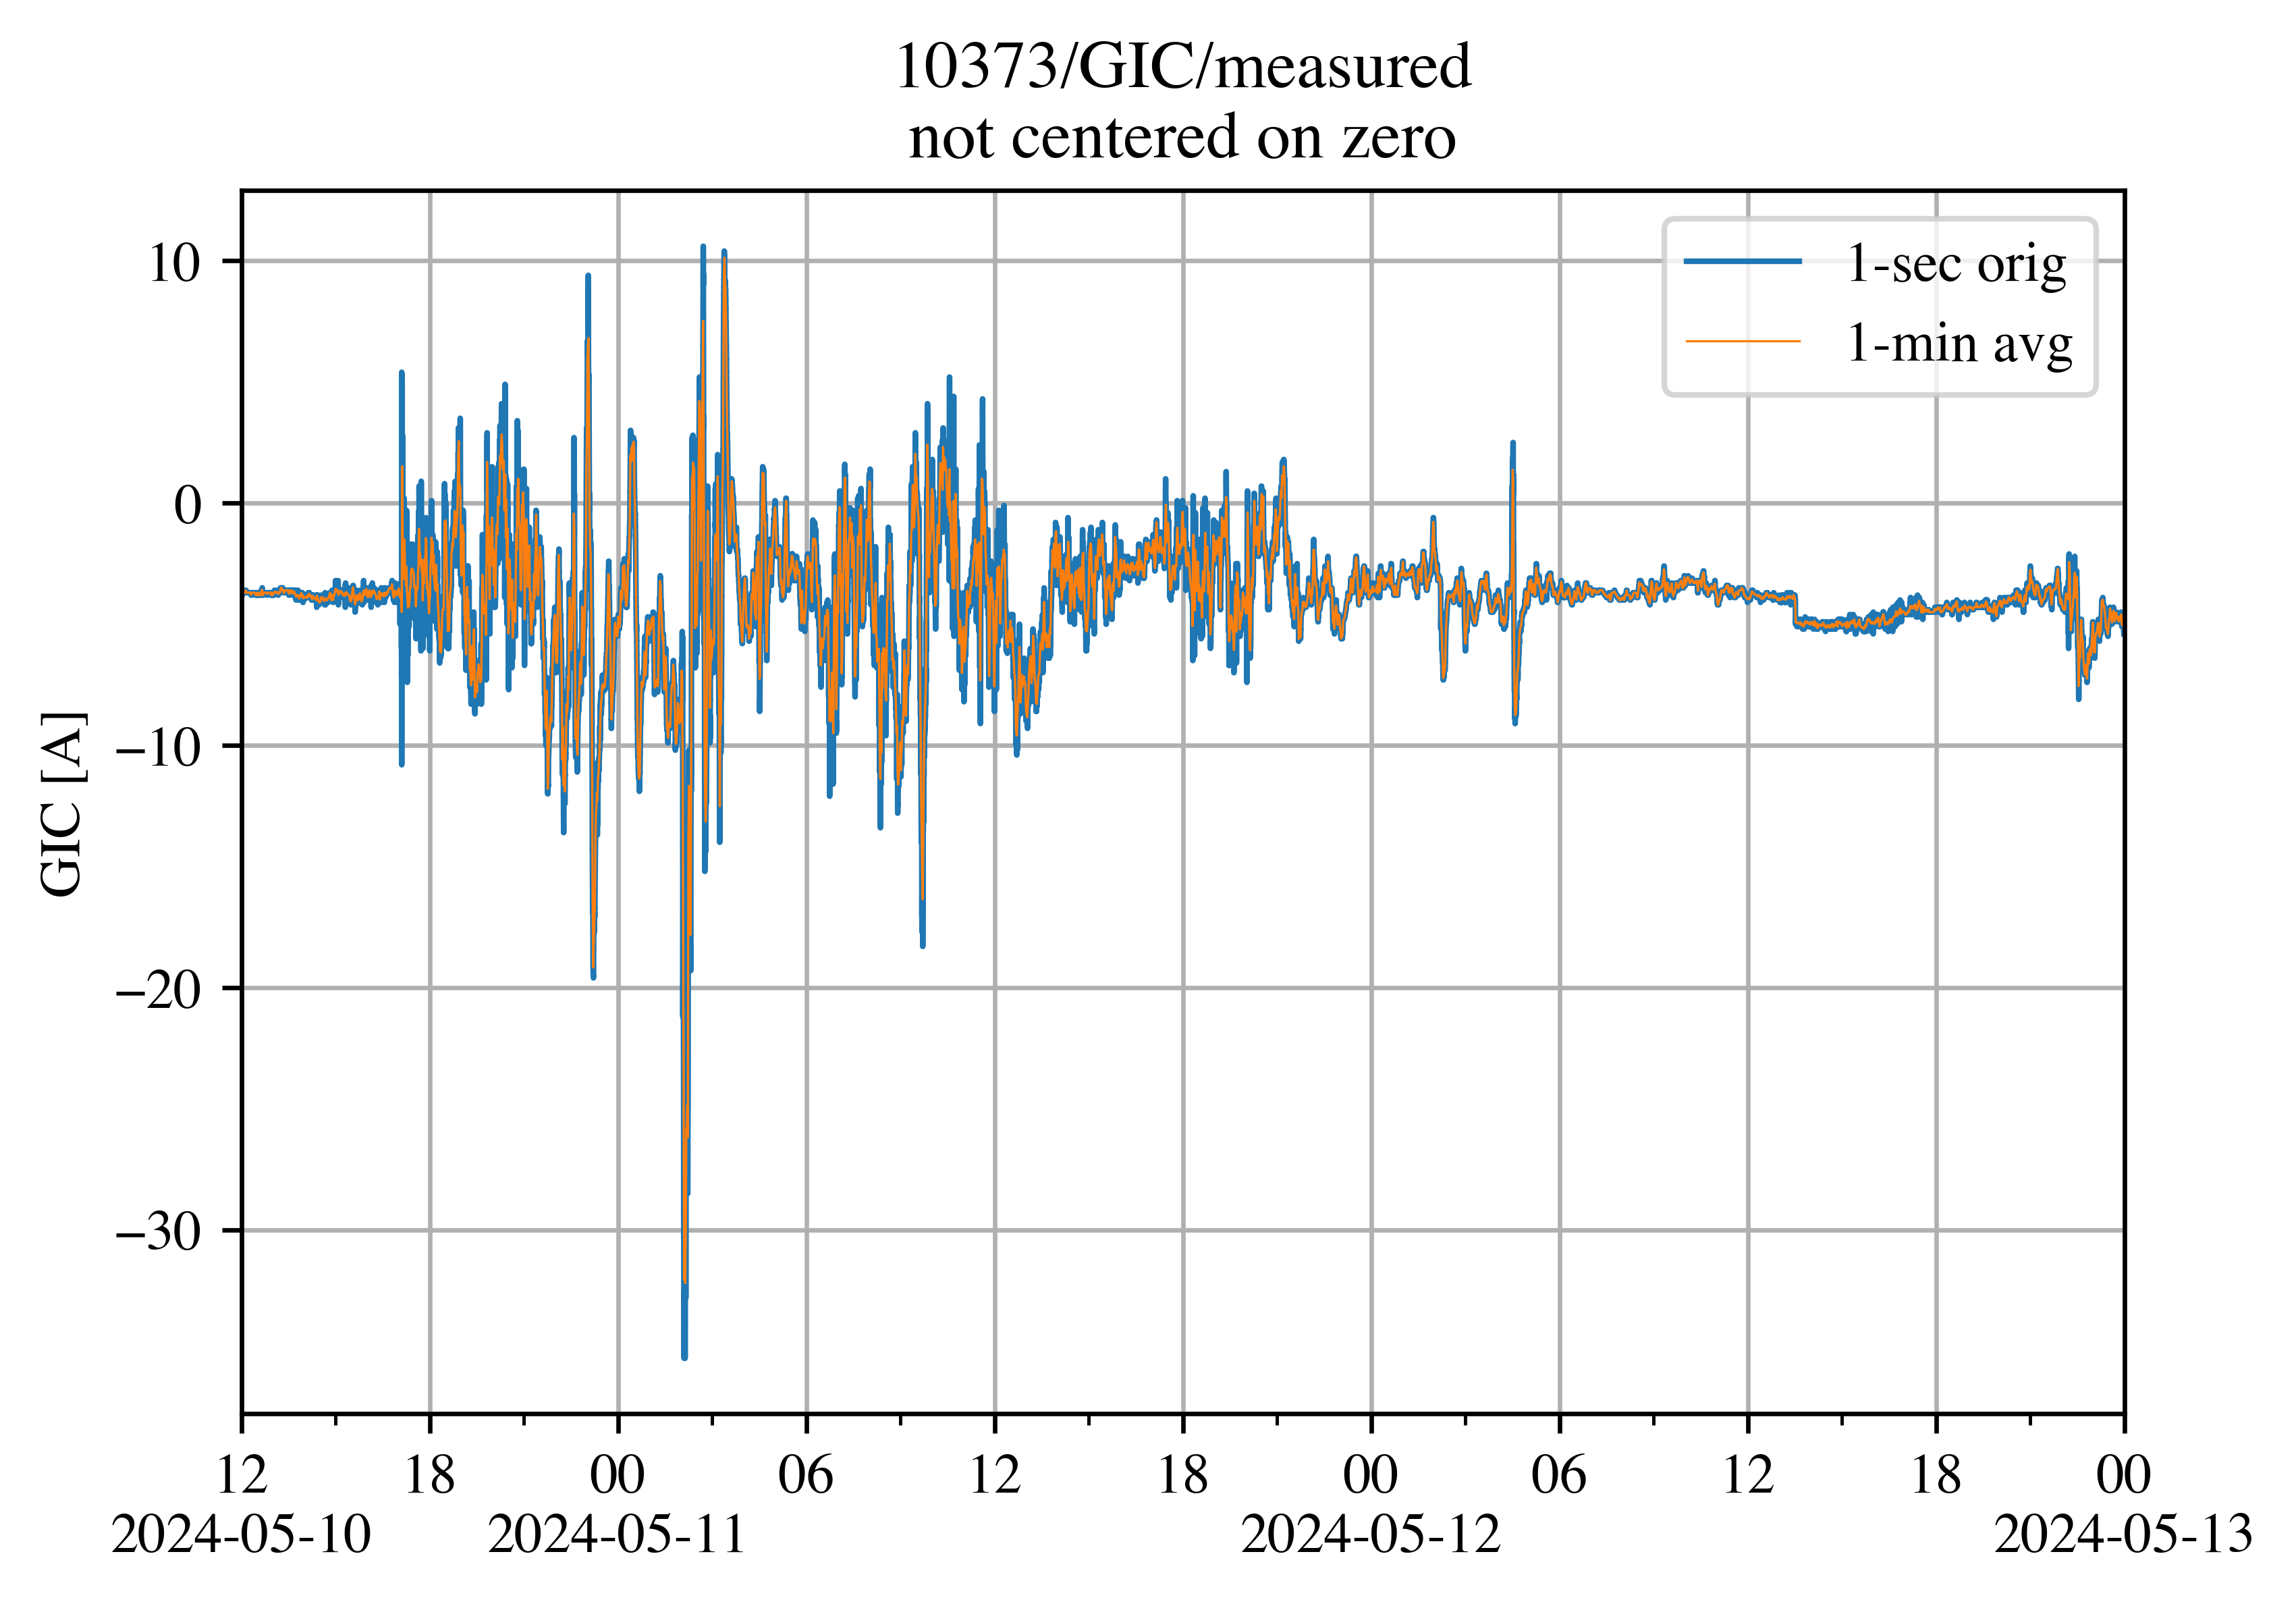 10373/GIC/measured
not centered on zero
1-sec orig
1-min avg
10
0
−10
−20
−30
GIC [A]
12 18 00 06 12 18 00 06 12 18 00
2024-05-10 2024-05-11 2024-05-12 2024-05-13